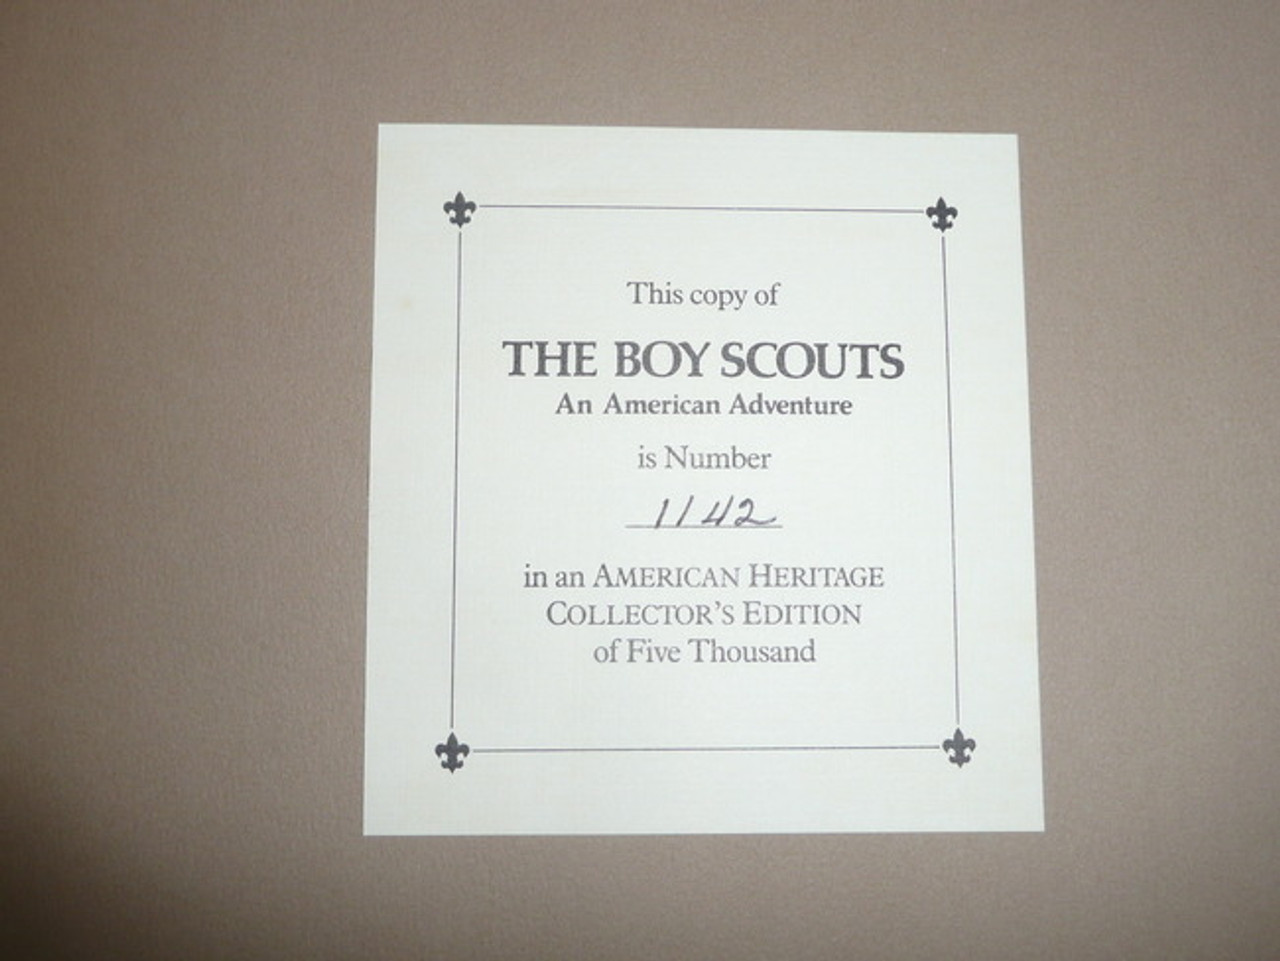 This copy of
THE BOY SCOUTS
An American Adventure
is Number
1142
in an AMERICAN HERITAGE
COLLECTOR'S EDITION
of Five Thousand